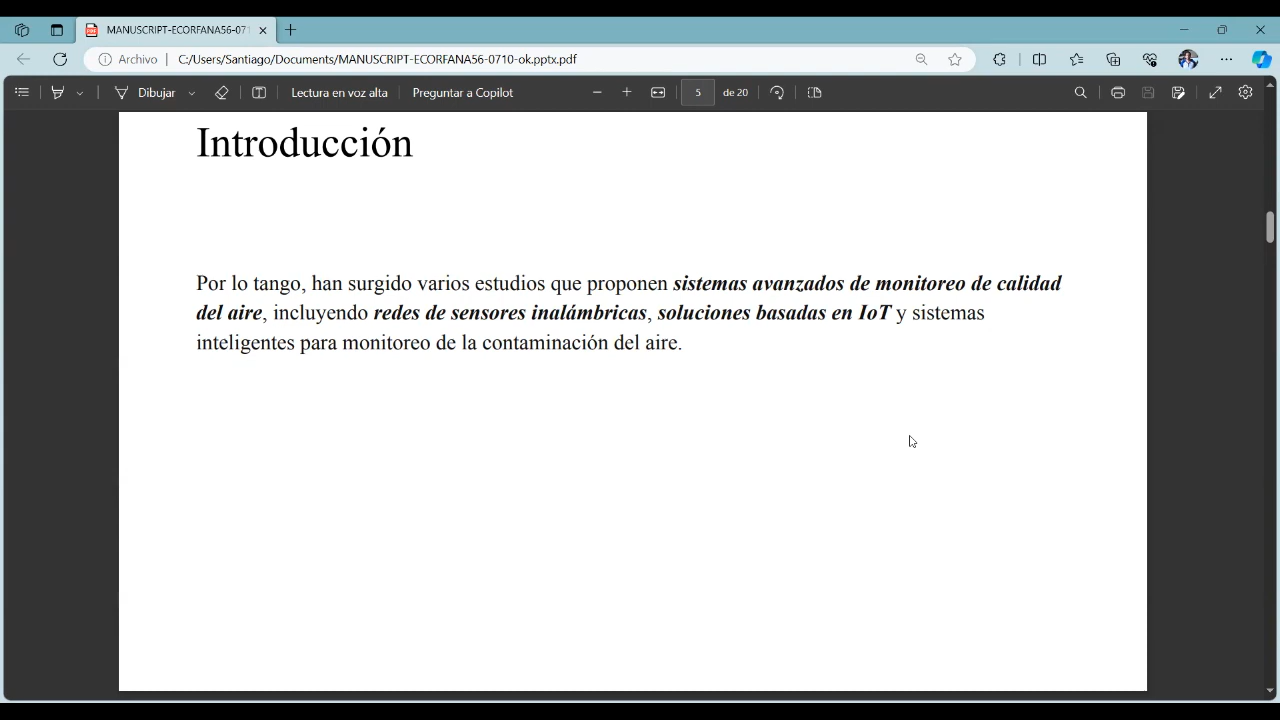 MANUSCRIPT-ECORFANA56-071
Archivo
C:/Users/Santiago/Documents/MANUSCRIPT-ECORFANA56-0710-ok.pptx.pdf
Dibujar
Lectura en voz alta
Preguntar a Copilot
5
de 20
Introducción
Por lo tango, han surgido varios estudios que proponen sistemas avanzados de monitoreo de calidad
del aire, incluyendo redes de sensores inalámbricas, soluciones basadas en IoT y sistemas
inteligentes para monitoreo de la contaminación del aire.